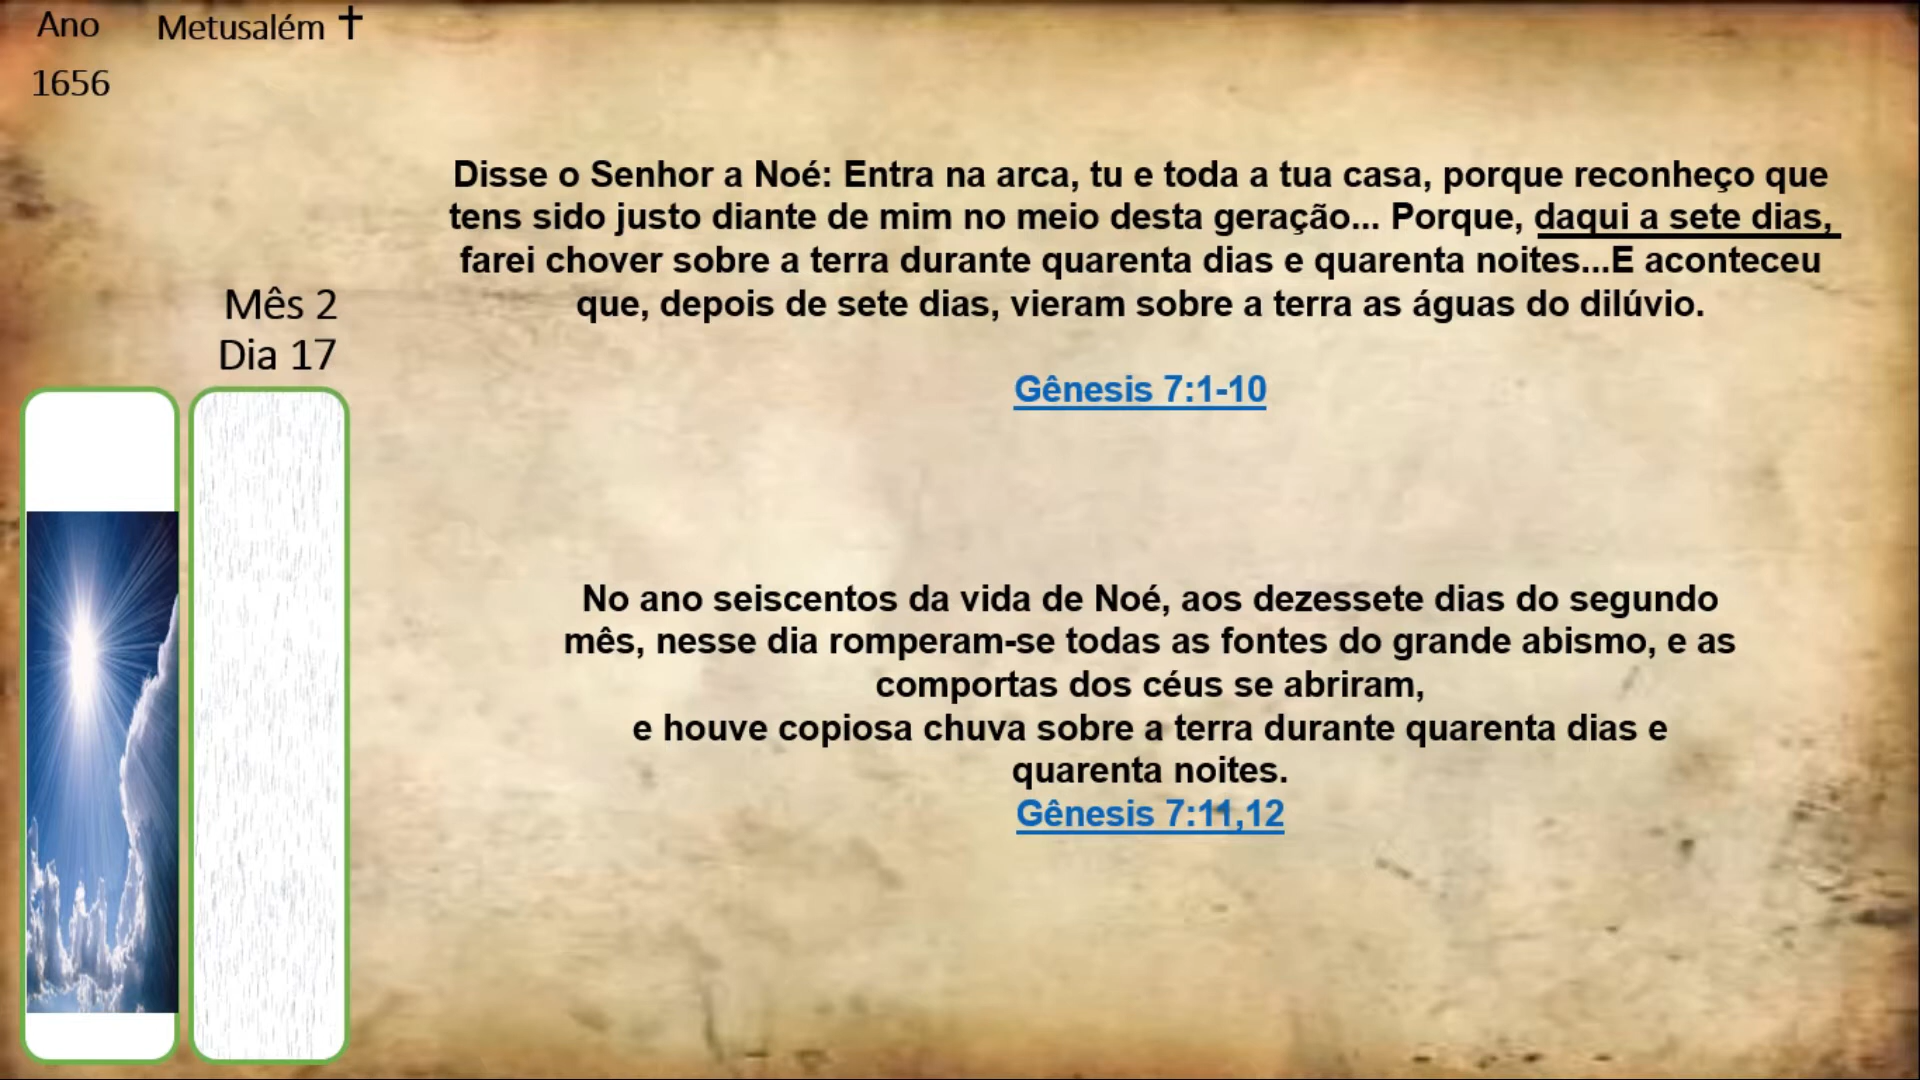 Ano
Metusalém ✝
1656
Disse o Senhor a Noé: Entra na arca, tu e toda a tua casa, porque reconheço que
tens sido justo diante de mim no meio desta geração... Porque, daqui a sete dias,
farei chover sobre a terra durante quarenta dias e quarenta noites...E aconteceu
que, depois de sete dias, vieram sobre a terra as águas do dilúvio.
Gênesis 7:1-10
Mês 2
Dia 17
No ano seiscentos da vida de Noé, aos dezessete dias do segundo
mês, nesse dia romperam-se todas as fontes do grande abismo, e as
comportas dos céus se abriram,
e houve copiosa chuva sobre a terra durante quarenta dias e
quarenta noites.
Gênesis 7:11,12